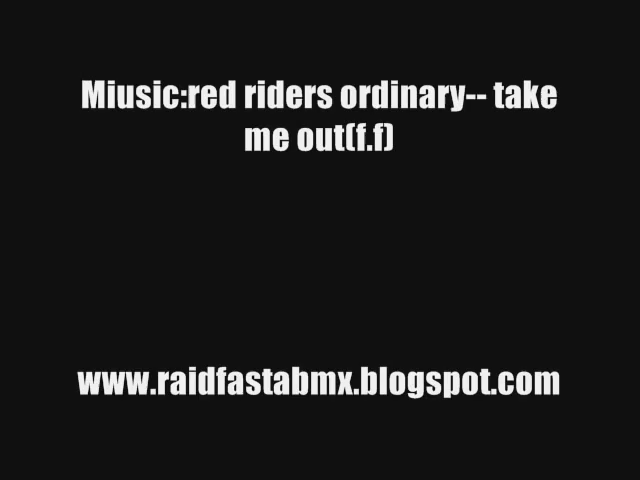 Miusic:red riders ordinary-- take
me out(f.f)
www.raidfastabmx.blogspot.com